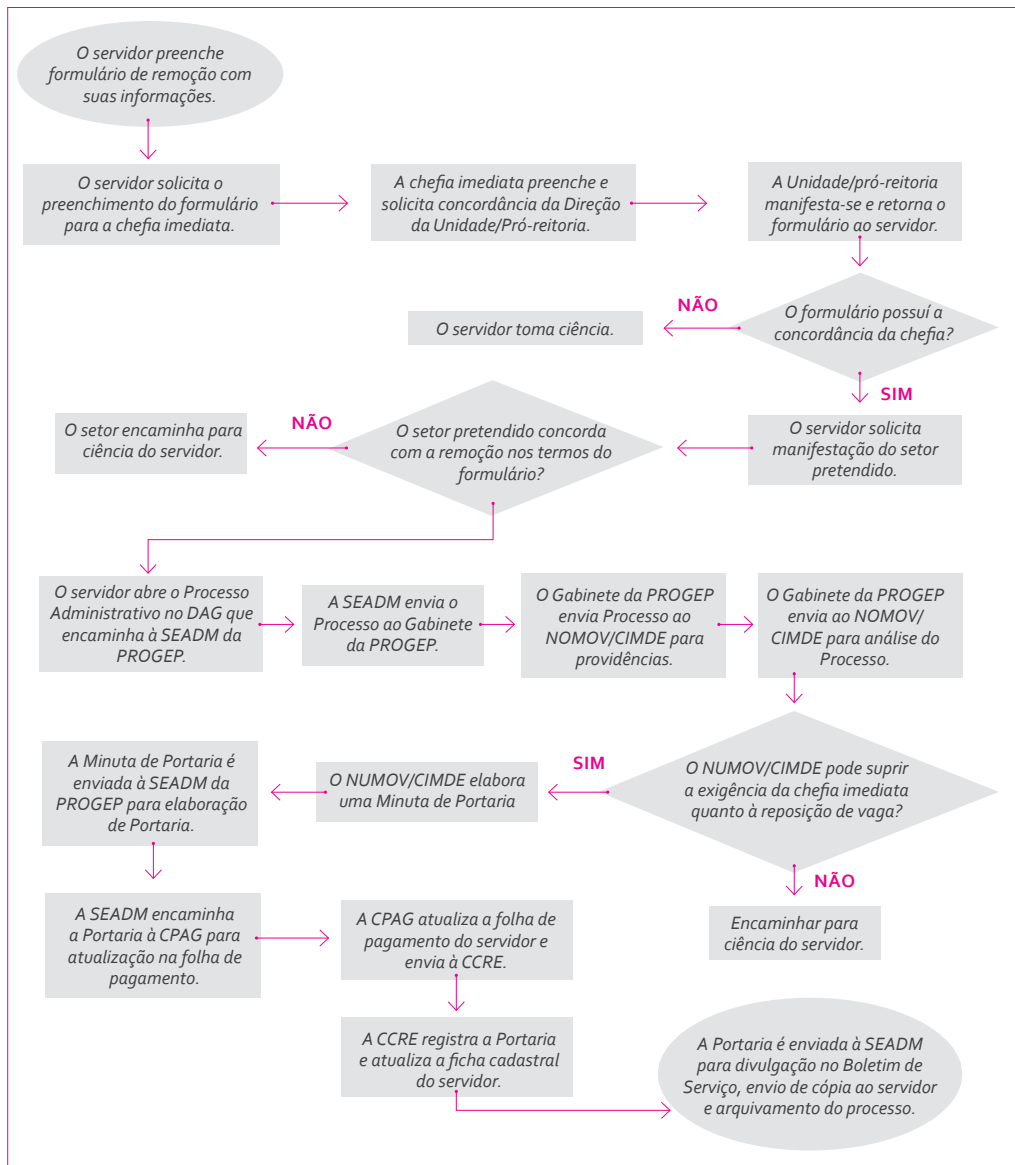 O servidor preenche
formulário de remoção com
suas informações.
O servidor solicita o
preenchimento do formulário
para a chefia imediata.
A chefia imediata preenche e
solicita concordância da Direção
da Unidade/Pró-reitoria.
A Unidade/pró-reitoria
manifesta-se e retorna o
formulário ao servidor.
O formulário possuí a
concordância da chefia?
NÃO
O servidor toma ciência.
SIM
O servidor solicita
manifestação do setor
pretendido.
O setor pretendido concorda
com a remoção nos termos do
formulário?
NÃO
O setor encaminha para
ciência do servidor.
O servidor abre o Processo
Administrativo no DAG que
encaminha à SEADM da
PROGEP.
A SEADM envia o
Processo ao Gabinete
da PROGEP.
O Gabinete da PROGEP
envia Processo ao
NOMOV/CIMDE para
providências.
O Gabinete da PROGEP
envia ao NOMOV/
CIMDE para análise do
Processo.
O NUMOV/CIMDE pode suprir
a exigência da chefia imediata
quanto à reposição de vaga?
SIM
O NUMOV/CIMDE elabora
uma Minuta de Portaria
A Minuta de Portaria é
enviada à SEADM da
PROGEP para elaboração
de Portaria.
NÃO
Encaminhar para
ciência do servidor.
A SEADM encaminha
a Portaria à CPAG para
atualização na folha de
pagamento.
A CPAG atualiza a folha de
pagamento do servidor e
envia à CCRE.
A CCRE registra a Portaria
e atualiza a ficha cadastral
do servidor.
A Portaria é enviada à SEADM
para divulgação no Boletim de
Serviço, envio de cópia ao servidor
e arquivamento do processo.